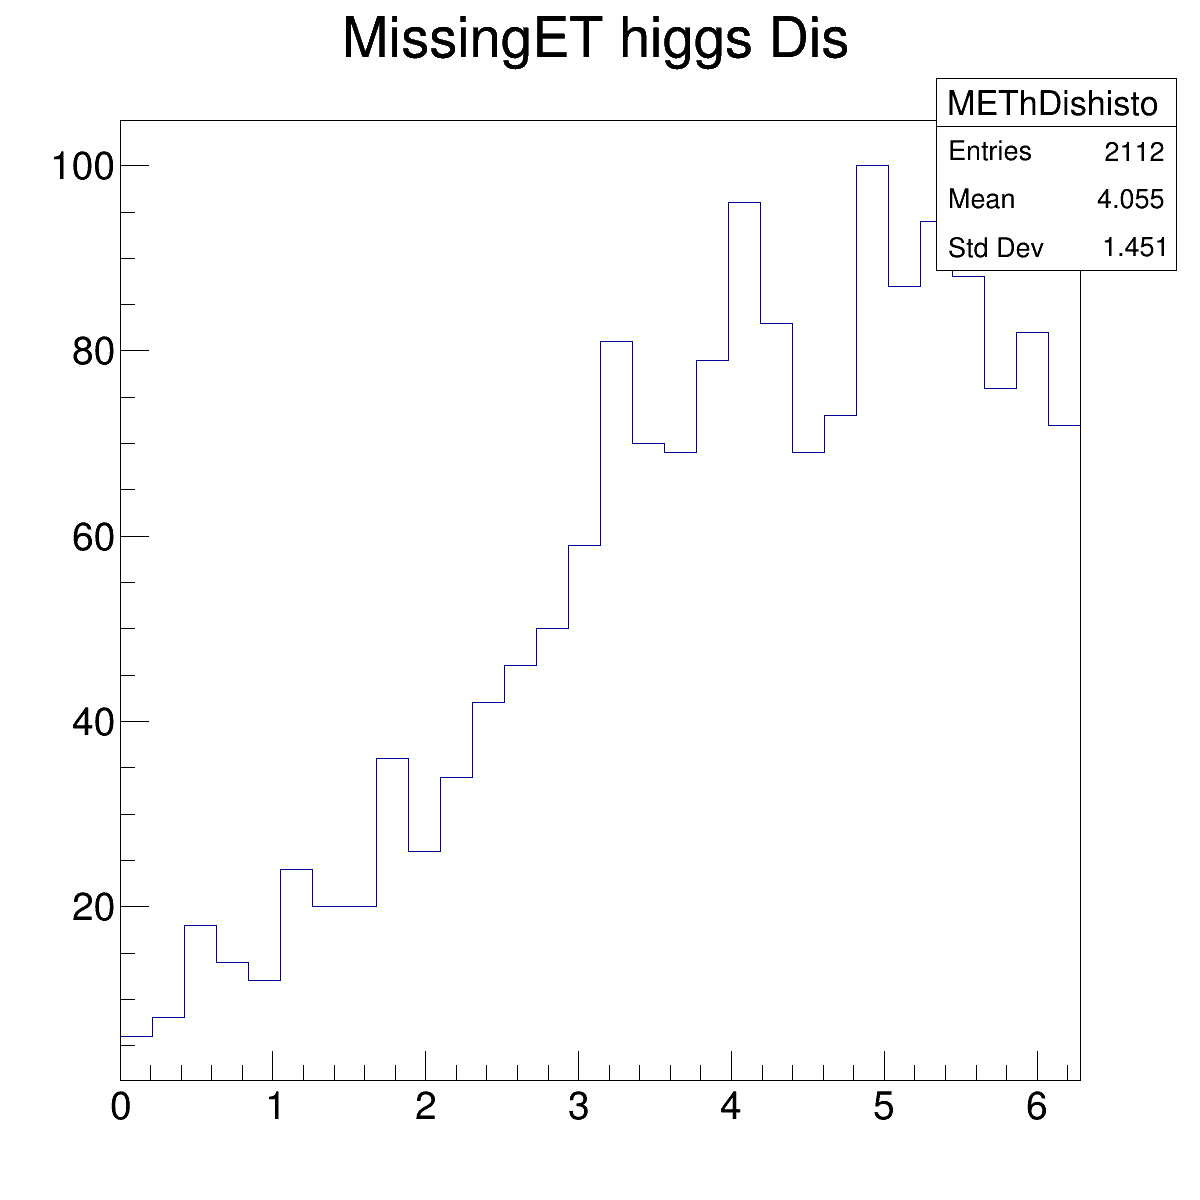 MissingET higgs Dis
METhDishisto
Entries 2112
Mean 4.055
Std Dev 1.451
100
80
60
40
20
0 1 2 3 4 5 6